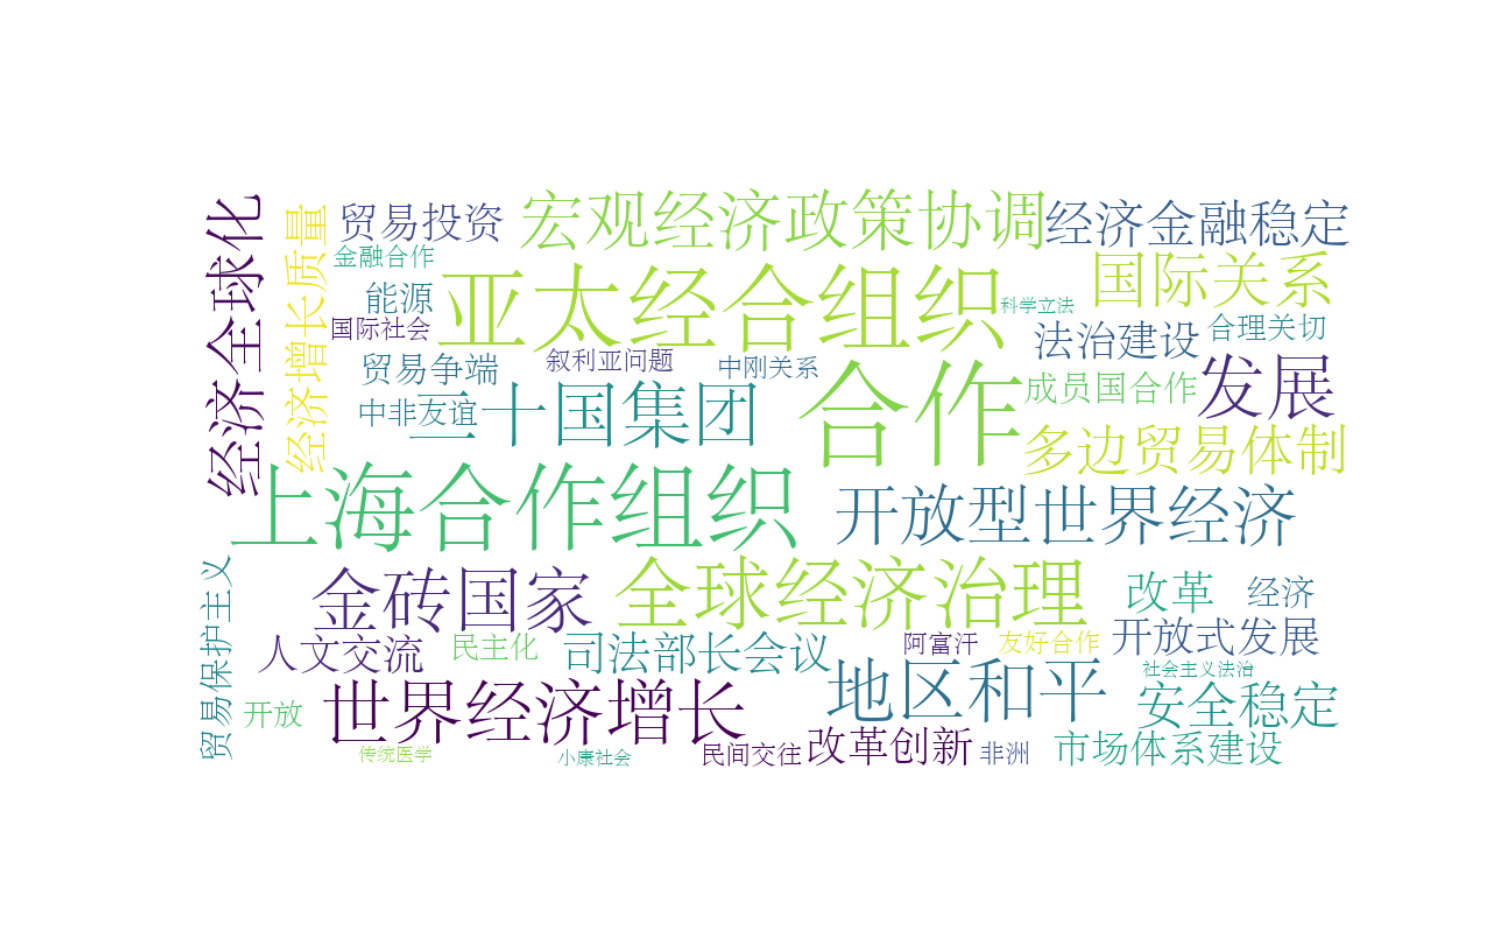 经济全球化
经济增长质量
贸易投资
宏观经济政策协调
经济金融稳定
金融合作
国际关系
能源
亚太经合组织
科学立法
国际社会
法治建设
合理关切
贸易争端
叙利亚问题
中刚关系
合作
成员国合作
发展
中非友谊
二十国集团
多边贸易体制
上海合作组织
开放型世界经济
贸易保护主义
金砖国家
全球经济治理
改革
经济
人文交流
民主化
司法部长会议
阿富汗
友好合作
开放式发展
世界经济增长
地区和平
社会主义法治
开放
安全稳定
传统医学
小康社会
民间交往
改革创新
非洲
市场体系建设